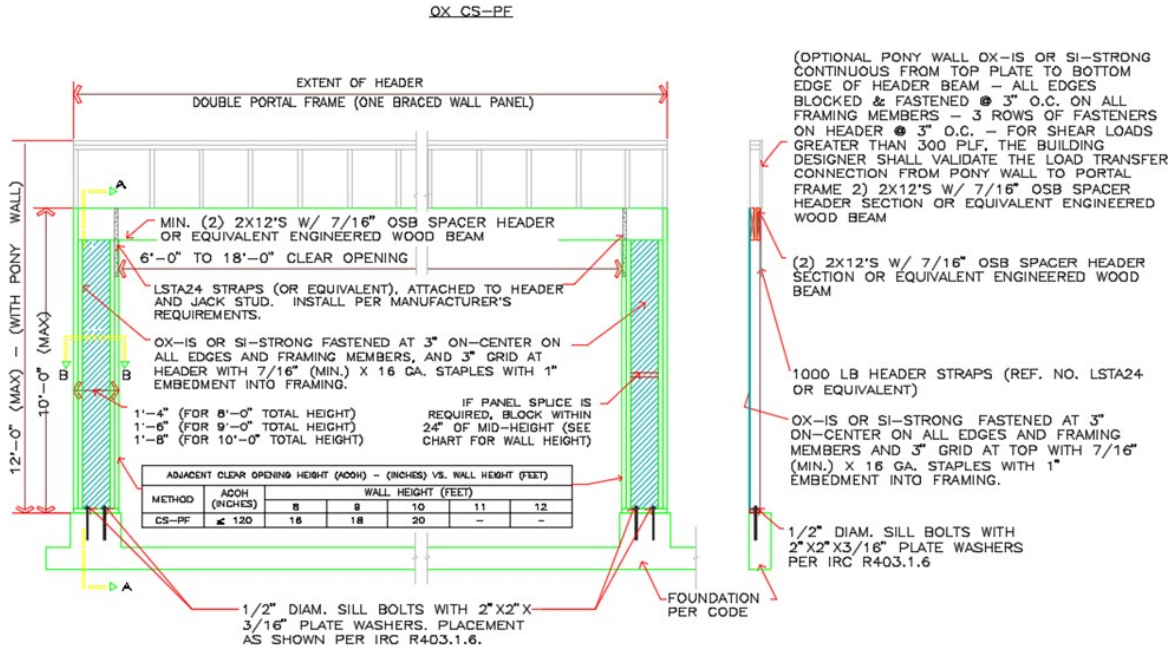 OX CS-PF
EXTENT OF HEADER
DOUBLE PORTAL FRAME (ONE BRACED WALL PANEL)
12'-0" (MAX) - (WITH PONY WALL)
10'-0" (MAX)
A
MIN. (2) 2X12'S W/ 7/16" OSB SPACER HEADER
OR EQUIVALENT ENGINEERED WOOD BEAM
6'-0" TO 18'-0" CLEAR OPENING
LSTA24 STRAPS (OR EQUIVALENT), ATTACHED TO HEADER
AND JACK STUD. INSTALL PER MANUFACTURER'S
REQUIREMENTS.
OX-IS OR SI-STRONG FASTENED AT 3" ON-CENTER ON
ALL EDGES AND FRAMING MEMBERS, AND 3" GRID AT
HEADER WITH 7/16" (MIN.) X 16 GA. STAPLES WITH 1"
EMBEDMENT INTO FRAMING.
B
B
1'-4" (FOR 8'-0" TOTAL HEIGHT)
1'-6" (FOR 9'-0" TOTAL HEIGHT)
1'-8" (FOR 10'-0" TOTAL HEIGHT)
IF PANEL SPLICE IS
REQUIRED, BLOCK WITHIN
24" OF MID-HEIGHT (SEE
CHART FOR WALL HEIGHT)
ADJACENT CLEAR OPENING HEIGHT (ACOH) - (INCHES) VS. WALL HEIGHT (FEET)
METHOD ACOH (INCHES) WALL HEIGHT (FEET)
8 9 10 11 12
CS-PF ≤ 120 16 18 20 - -
A
1/2" DIAM. SILL BOLTS WITH 2"X2"X
3/16" PLATE WASHERS. PLACEMENT
AS SHOWN PER IRC R403.1.6.
FOUNDATION
PER CODE
(OPTIONAL PONY WALL OX-IS OR SI-STRONG
CONTINUOUS FROM TOP PLATE TO BOTTOM
EDGE OF HEADER BEAM - ALL EDGES
BLOCKED & FASTENED @ 3" O.C. ON ALL
FRAMING MEMBERS - 3 ROWS OF FASTENERS
ON HEADER @ 3" O.C. - FOR SHEAR LOADS
GREATER THAN 300 PLF, THE BUILDING
DESIGNER SHALL VALIDATE THE LOAD TRANSFER
CONNECTION FROM PONY WALL TO PORTAL
FRAME 2) 2X12'S W/ 7/16" OSB SPACER
HEADER SECTION OR EQUIVALENT ENGINEERED
WOOD BEAM
(2) 2X12'S W/ 7/16" OSB SPACER HEADER
SECTION OR EQUIVALENT ENGINEERED WOOD
BEAM
1000 LB HEADER STRAPS (REF. NO. LSTA24
OR EQUIVALENT)
OX-IS OR SI-STRONG FASTENED AT 3"
ON-CENTER ON ALL EDGES AND FRAMING
MEMBERS AND 3" GRID AT TOP WITH 7/16"
(MIN.) X 16 GA. STAPLES WITH 1"
EMBEDMENT INTO FRAMING.
1/2" DIAM. SILL BOLTS WITH
2"X2"X3/16" PLATE WASHERS
PER IRC R403.1.6